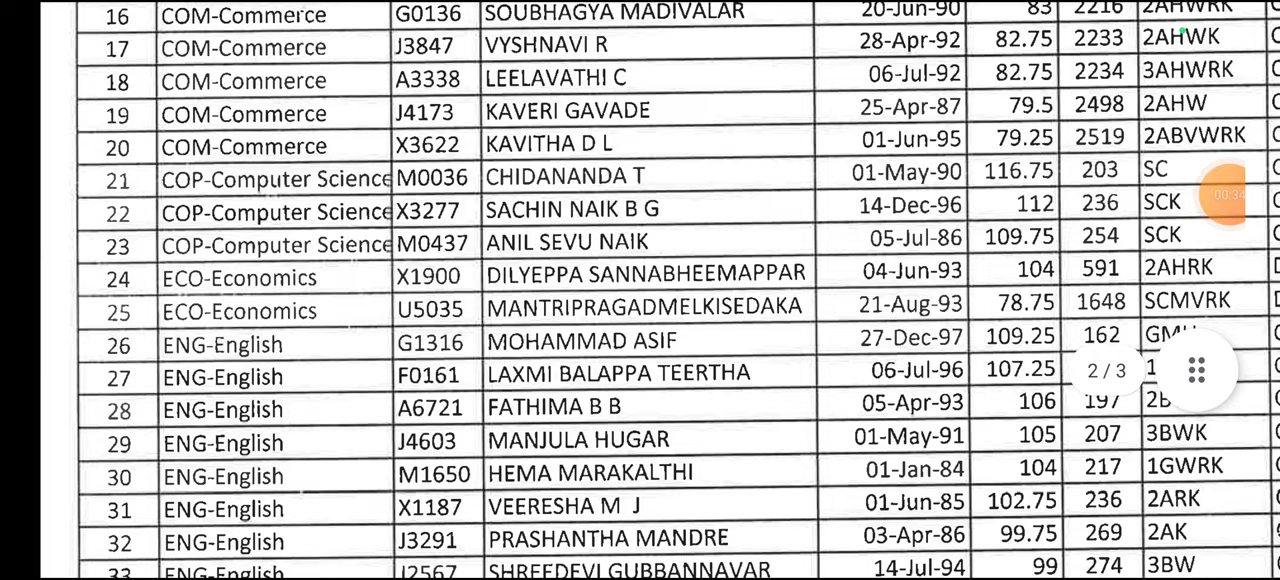 16 COM-Commerce G0136 SOUBHAGYA MADIVALAR 20-Jun-90 83 2216 2AHWRK
17 COM-Commerce J3847 VYSHNAVI R 28-Apr-92 82.75 2233 2AHWK
18 COM-Commerce A3338 LEELAVATHI C 06-Jul-92 82.75 2234 3AHWRK
19 COM-Commerce J4173 KAVERI GAVADE 25-Apr-87 79.5 2498 2AHW
20 COM-Commerce X3622 KAVITHA D L 01-Jun-95 79.25 2519 2ABVWRK
21 COP-Computer Science M0036 CHIDANANDA T 01-May-90 116.75 203 SC
22 COP-Computer Science X3277 SACHIN NAIK B G 14-Dec-96 112 236 SCK
00:34
23 COP-Computer Science M0437 ANIL SEVU NAIK 05-Jul-86 109.75 254 SCK
24 ECO-Economics X1900 DILYEPPA SANNABHEEMAPPAR 04-Jun-93 104 591 2AHRK
25 ECO-Economics U5035 MANTRIPRAGADMELKISEDAKA 21-Aug-93 78.75 1648 SCMVRK
26 ENG-English G1316 MOHAMMAD ASIF 27-Dec-97 109.25 162
27 ENG-English F0161 LAXMI BALAPPA TEERTHA 06-Jul-96 107.25
2 / 3
28 ENG-English A6721 FATHIMA B B 05-Apr-93 106 197
29 ENG-English J4603 MANJULA HUGAR 01-May-91 105 207 3BWK
30 ENG-English M1650 HEMA MARAKALTHI 01-Jan-84 104 217 1GWRK
31 ENG-English X1187 VEERESHA M J 01-Jun-85 102.75 236 2ARK
32 ENG-English J3291 PRASHANTHA MANDRE 03-Apr-86 99.75 269 2AK
33 ENG-English J2567 SHREEDEVI GUBBANNAVAR 14-Jul-94 99 274 3BW